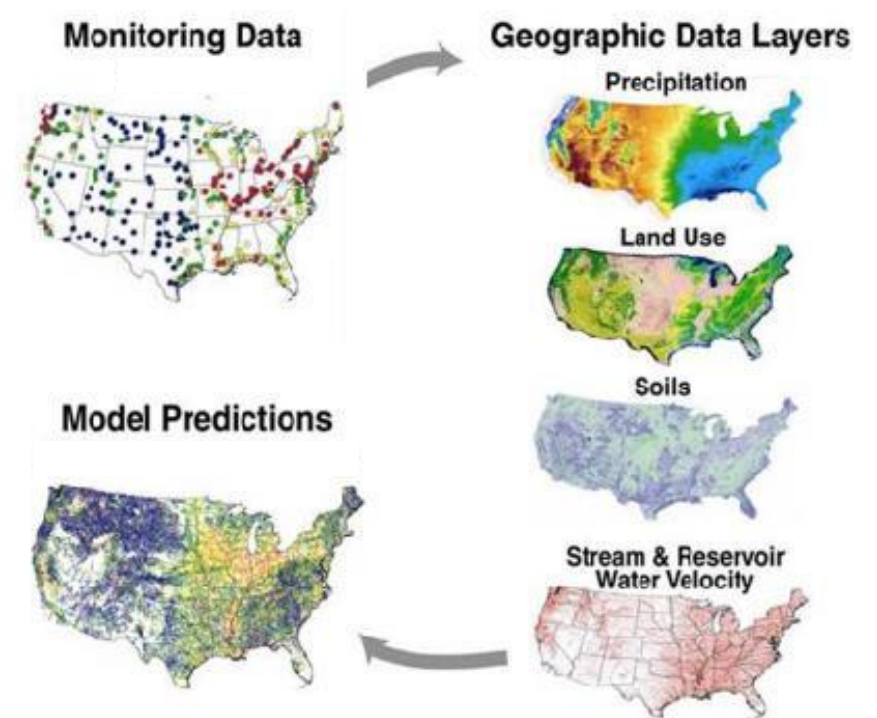 Monitoring Data
Geographic Data Layers
Precipitation
Land Use
Soils
Stream & Reservoir
Water Velocity
Model Predictions